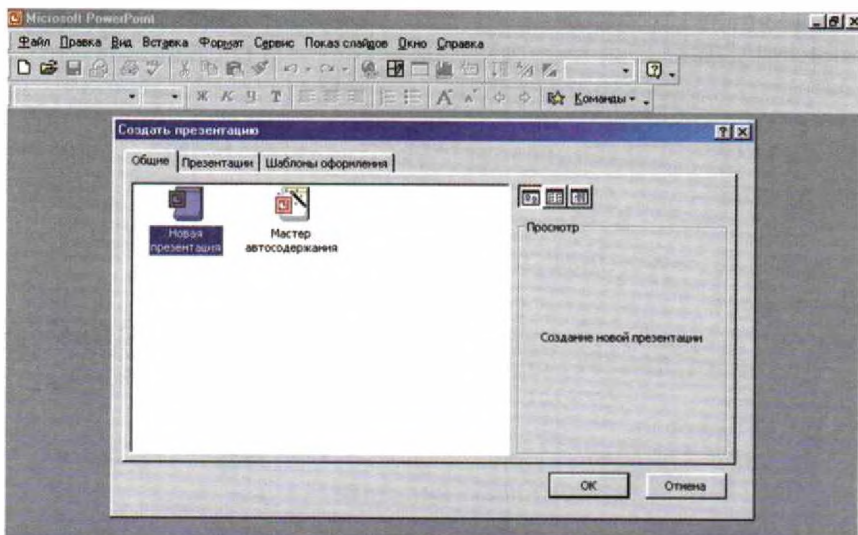 Microsoft PowerPoint
Файл Правка Вид Вставка Формат Сервис Показ слайдов Окно Справка
Ж К Ч Т Команды
Создать презентацию
Общие Презентации Шаблоны оформления
Новая презентация
Мастер автосодержания
Просмотр
Создание новой презентации
ОК Отмена